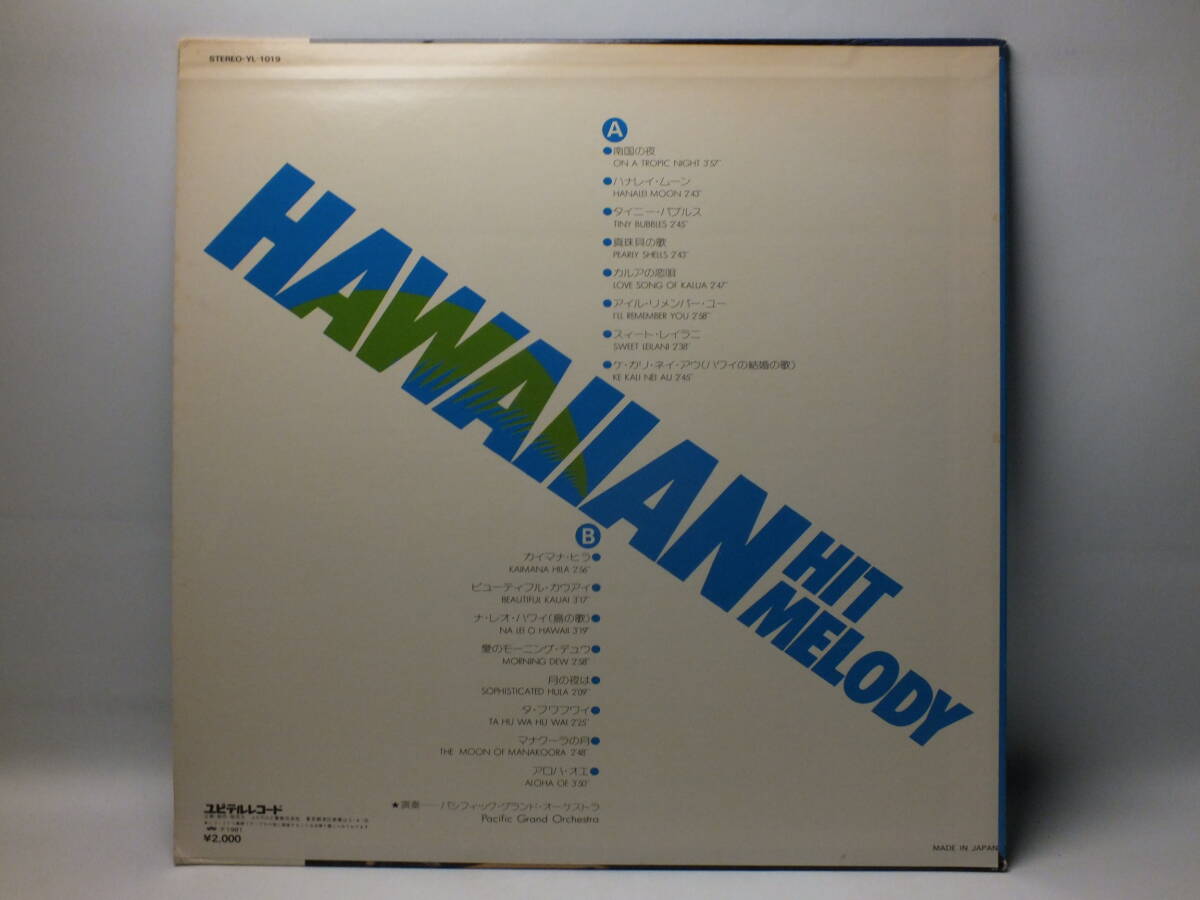 STEREO-YL 1019
A
●南国の夜
ON A TROPIC NIGHT 3'57"
●ハナレイ・ムーン
HANALEI MOON 2'43"
●タイニー・バブルス
TINY BUBBLES 2'45"
●真珠貝の歌
PEARLY SHELLS 2'43"
●カルアの恋唄
LOVE SONG OF KALUA 2'47"
●アイル・リメンバー・ユー
I'LL REMEMBER YOU 2'58"
●スィート・レイラニ
SWEET LEILANI 2'38"
●ケ・カリ・ネイ・アウ(ハワイの結婚の歌)
KE KALI NEI AU 2'45"
HAWAIIAN
HIT
MELODY
B
カイマナ・ヒラ●
KAIMANA HILA 2'56"
ビューティフル・カウアイ●
BEAUTIFUL KAUAI 3'17"
ナ・レオ・ハワイ(島の歌)●
NA LEI O HAWAII 3'19"
愛のモーニング・デュウ●
MORNING DEW 2'58"
月の夜は●
SOPHISTICATED HULA 2'09"
タ・フワフワイ●
TA HU WA HU WAI 2'25"
マナクーラの月●
THE MOON OF MANAKOORA 2'48"
アロハ・オエ●
ALOHA OE 3'50"
★演奏──パシフィック・グランド・オーケストラ
Pacific Grand Orchestra
ユピテルレコード
℗1981
¥2,000
MADE IN JAPAN